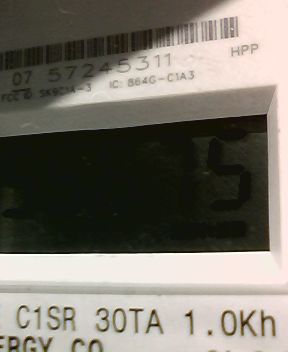 07 57245311
HPP
FCC ID: SK9C1A-3 IC: 864G-C1A3
5
C1SR 30TA 1.0Kh
ERGY CO